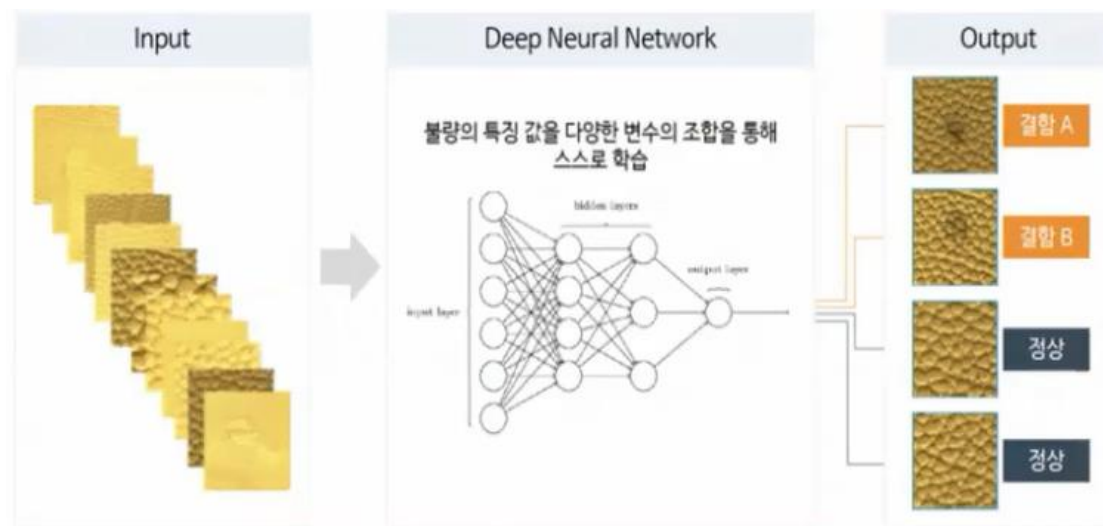 Input
Deep Neural Network
Output
불량의 특징 값을 다양한 변수의 조합을 통해
스스로 학습
hidden layers
output layer
input layer
결함 A
결함 B
정상
정상